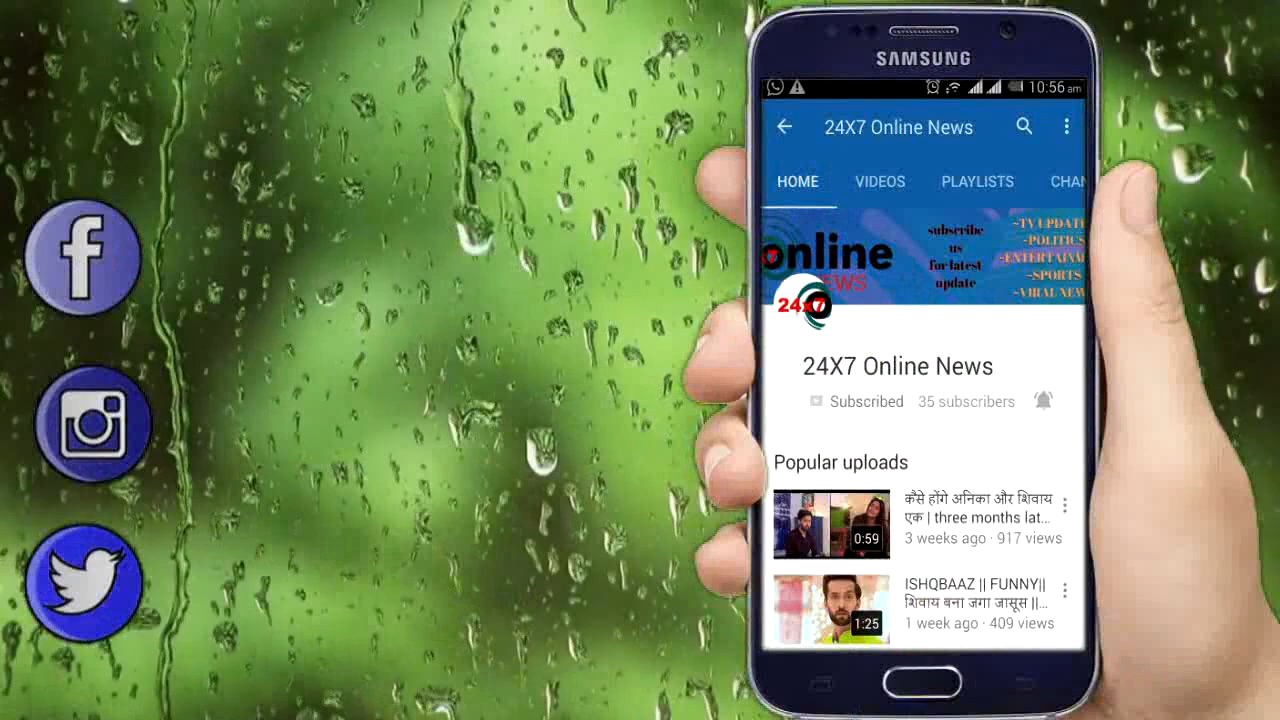 SAMSUNG
10:56 am
24X7 Online News
HOME VIDEOS PLAYLISTS CHAN
online
NEWS
subscribe
us
for latest
update
~TV UPDATE
~POLITICS
~ENTERTAINM
~SPORTS
~VIRAL NEW
24x7
24X7 Online News
Subscribed 35 subscribers
Popular uploads
कैसे होंगे अनिका और शिवाय
एक | three months lat...
3 weeks ago · 917 views
0:59
ISHQBAAZ || FUNNY||
शिवाय बना जगा जासूस ||...
1 week ago · 409 views
1:25